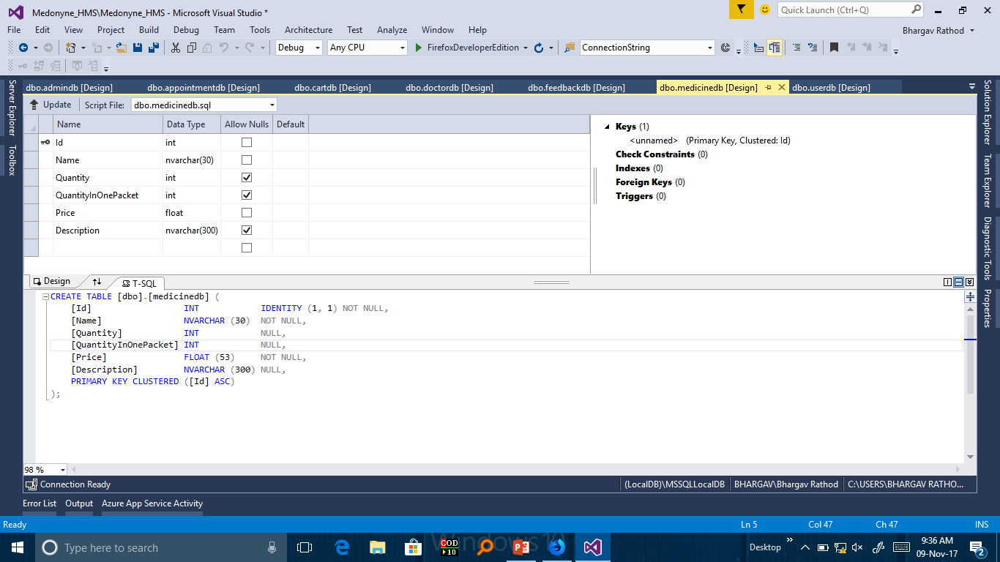 Medonyne_HMS\Medonyne_HMS - Microsoft Visual Studio *
Quick Launch (Ctrl+Q)
File Edit View Project Build Debug Team Tools Architecture Test Analyze Window Help
Bhargav Rathod
Debug Any CPU FirefoxDeveloperEdition ConnectionString
Server Explorer
Toolbox
dbo.admindb [Design] dbo.appointmentdb [Design] dbo.cartdb [Design] dbo.doctordb [Design] dbo.feedbackdb [Design] dbo.medicinedb [Design] dbo.userdb [Design]
Update Script File: dbo.medicinedb.sql
Name Data Type Allow Nulls Default
Id int
Name nvarchar(30)
Quantity int
QuantityInOnePacket int
Price float
Description nvarchar(300)
Keys (1)
<unnamed> (Primary Key, Clustered: Id)
Check Constraints (0)
Indexes (0)
Foreign Keys (0)
Triggers (0)
Solution Explorer
Team Explorer
Diagnostic Tools
Properties
Design T-SQL
CREATE TABLE [dbo].[medicinedb] (
[Id] INT IDENTITY (1, 1) NOT NULL,
[Name] NVARCHAR (30) NOT NULL,
[Quantity] INT NULL,
[QuantityInOnePacket] INT NULL,
[Price] FLOAT (53) NOT NULL,
[Description] NVARCHAR (300) NULL,
PRIMARY KEY CLUSTERED ([Id] ASC)
);
98 %
Connection Ready (LocalDB)\MSSQLLocalDB BHARGAV\Bhargav Rathod C:\USERS\BHARGAV RATHO...
Error List Output Azure App Service Activity
Ready Ln 5 Col 47 Ch 47 INS
Type here to search
COD
10
Windows 10
Desktop
9:36 AM
09-Nov-17
2